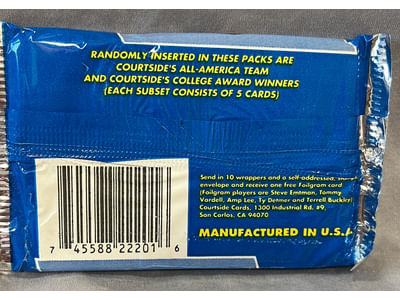 RANDOMLY INSERTED IN THESE PACKS ARE
COURTSIDE'S ALL-AMERICA TEAM
AND COURTSIDE'S COLLEGE AWARD WINNERS
(EACH SUBSET CONSISTS OF 5 CARDS)
Send in 10 wrappers and a self-addressed,
envelope and receive one free Foilgram card
(Foilgram players are Steve Emtman, Tommy
Vardell, Amp Lee, Ty Detmer and Terrell Buckley)
Courtside Cards, 1300 Industrial Rd. #9,
San Carlos, CA 94070
MANUFACTURED IN U.S.A
7 45588 22201 6